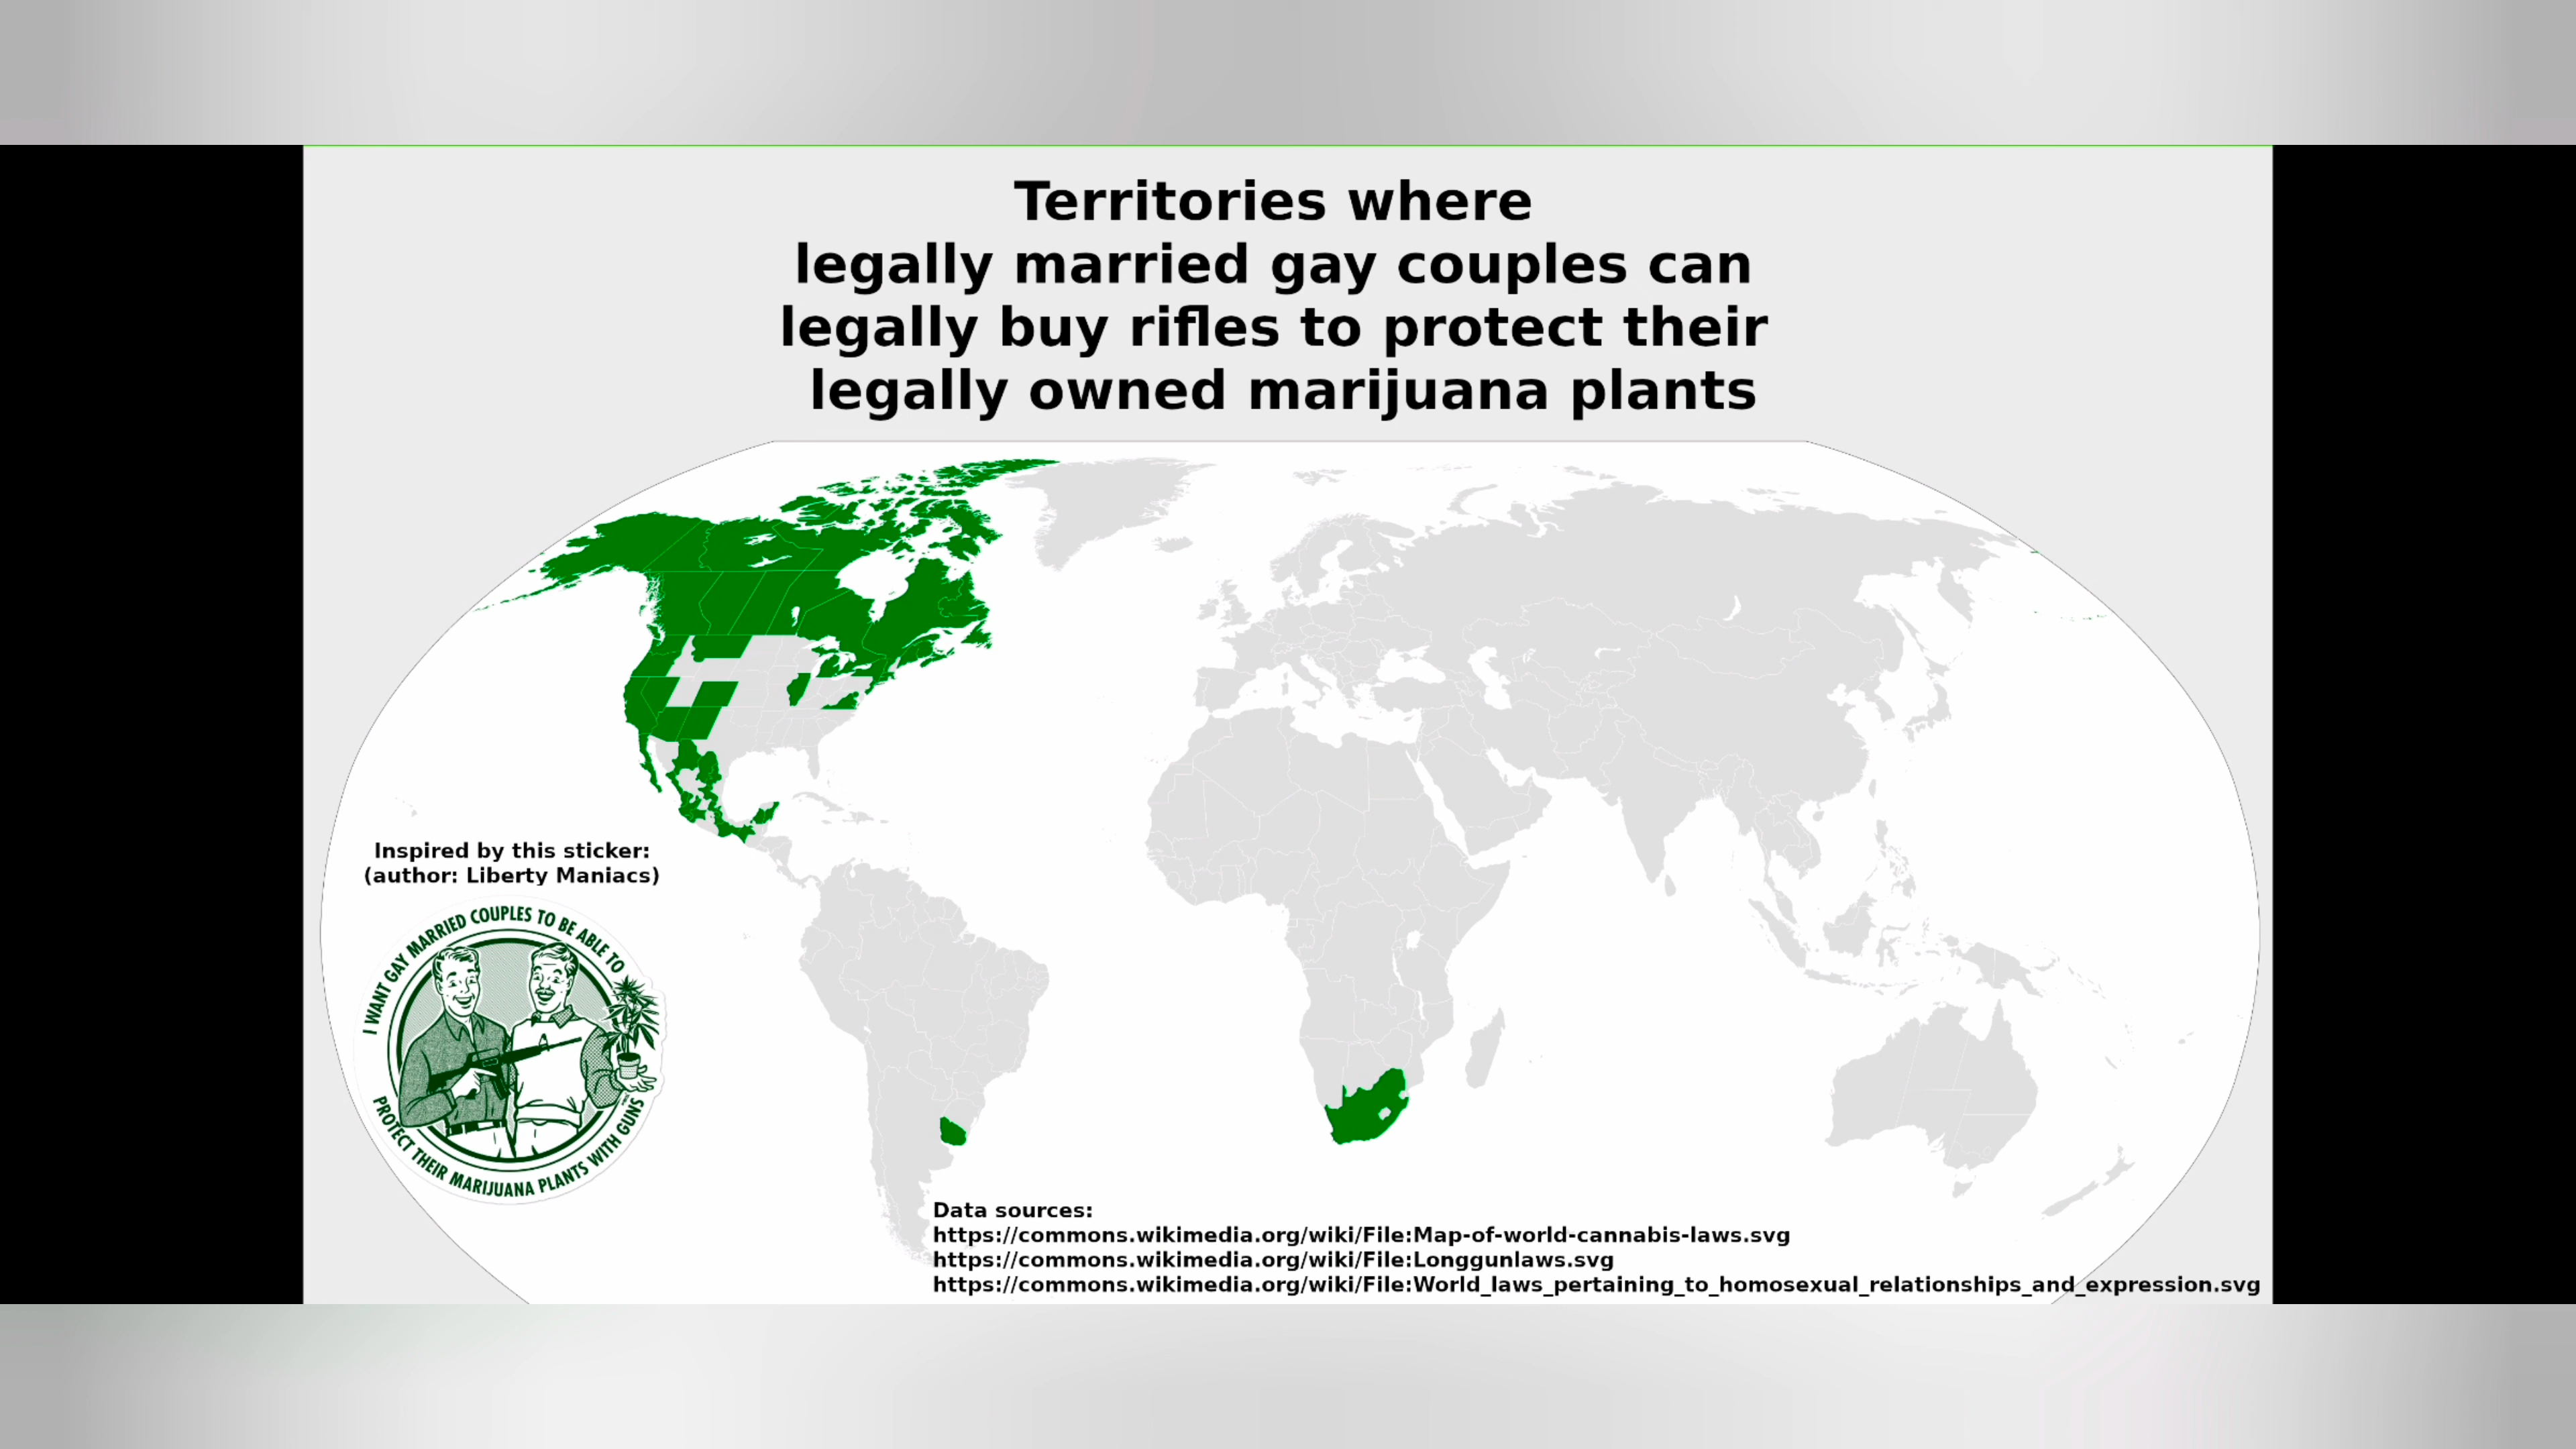 Territories where
legally married gay couples can
legally buy rifles to protect their
legally owned marijuana plants
Inspired by this sticker:
(author: Liberty Maniacs)
I WANT GAY MARRIED COUPLES TO BE ABLE TO
PROTECT THEIR MARIJUANA PLANTS WITH GUNS
Data sources:
https://commons.wikimedia.org/wiki/File:Map-of-world-cannabis-laws.svg
https://commons.wikimedia.org/wiki/File:Longgunlaws.svg
https://commons.wikimedia.org/wiki/File:World_laws_pertaining_to_homosexual_relationships_and_expression.svg